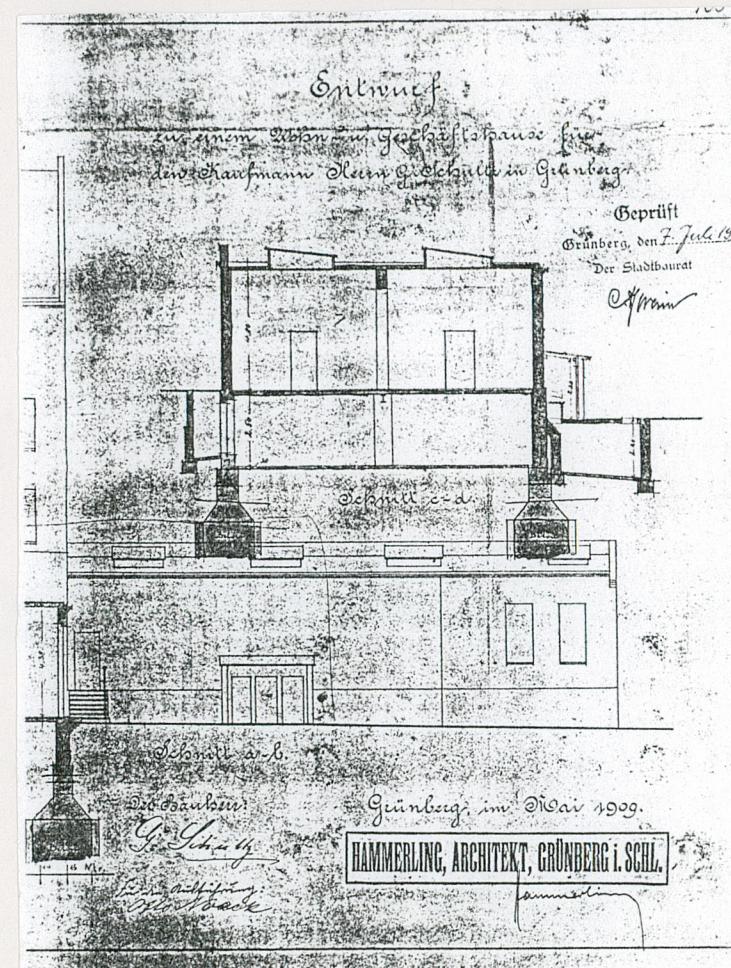 Entwurf
zu einem Wohn- u. Geschäftshause für
den Kaufmann Herrn G. Schultz in Grünberg.
Geprüft
Grünberg, den 7. Juli 19
Der Stadtbaurat
Schnitt c-d.
Schnitt a-b.
Der Bauherr:
G. Schultz
Grünberg, im Mai 1909.
HAMMERLING, ARCHITEKT, GRÜNBERG i. SCHL.
Hammerling